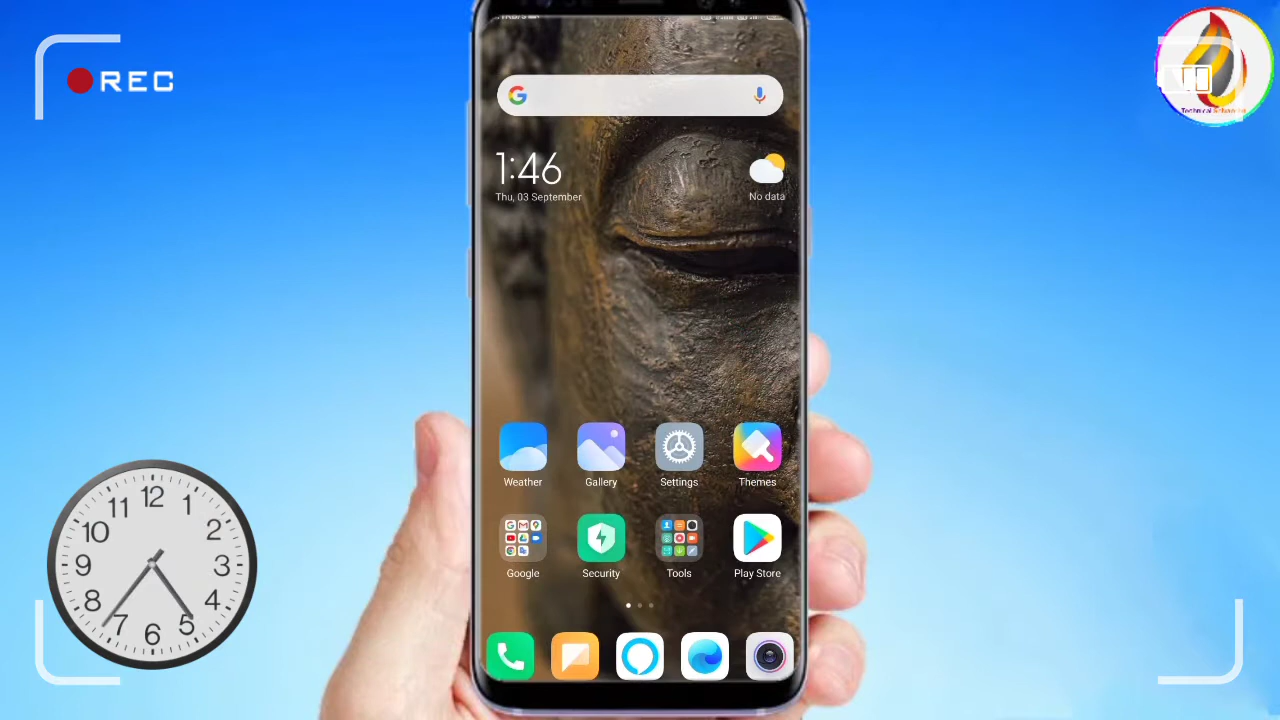 REC
Technical
1:46
Thu, 03 September
No data
12
11
1
10
2
9
3
8
4
7
5
6
Weather
Gallery
Settings
Themes
Google
Security
Tools
Play Store